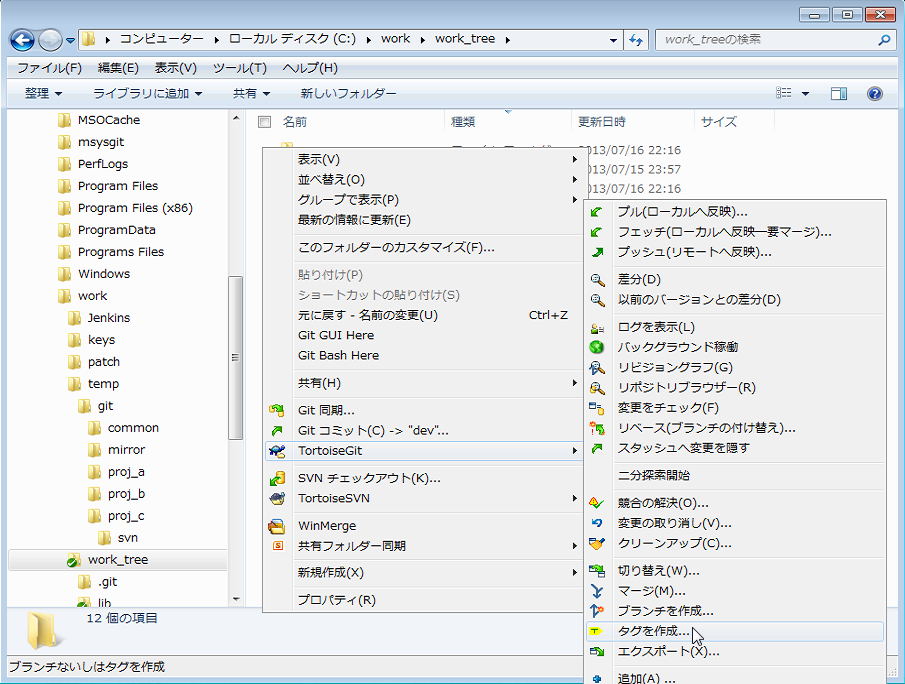 コンピューター ▸ ローカル ディスク (C:) ▸ work ▸ work_tree ▸
work_treeの検索
ファイル(F) 編集(E) 表示(V) ツール(T) ヘルプ(H)
整理 ライブラリに追加 共有 新しいフォルダー
名前 種類 更新日時 サイズ
MSOCache
msysgit
PerfLogs
Program Files
Program Files (x86)
ProgramData
Programs Files
Windows
work
Jenkins
keys
patch
temp
git
common
mirror
proj_a
proj_b
proj_c
svn
work_tree
.git
lib
013/07/16 22:16
013/07/15 23:57
013/07/16 22:16
表示(V)
並べ替え(O)
グループで表示(P)
最新の情報に更新(E)
このフォルダーのカスタマイズ(F)...
貼り付け(P)
ショートカットの貼り付け(S)
元に戻す - 名前の変更(U) Ctrl+Z
Git GUI Here
Git Bash Here
共有(H)
Git 同期...
Git コミット(C) -> "dev"...
TortoiseGit
SVN チェックアウト(K)...
TortoiseSVN
WinMerge
共有フォルダー同期
新規作成(X)
プロパティ(R)
プル(ローカルへ反映)...
フェッチ(ローカルへ反映―要マージ)...
プッシュ(リモートへ反映)...
差分(D)
以前のバージョンとの差分(D)
ログを表示(L)
バックグラウンド稼働
リビジョングラフ(G)
リポジトリブラウザー(R)
変更をチェック(F)
リベース(ブランチの付け替え)...
スタッシュへ変更を隠す
二分探索開始
競合の解決(O)...
変更の取り消し(V)...
クリーンアップ(C)...
切り替え(W)...
マージ(M)...
ブランチを作成...
タグを作成...
エクスポート(X)...
追加(A) ...
12 個の項目
ブランチないしはタグを作成